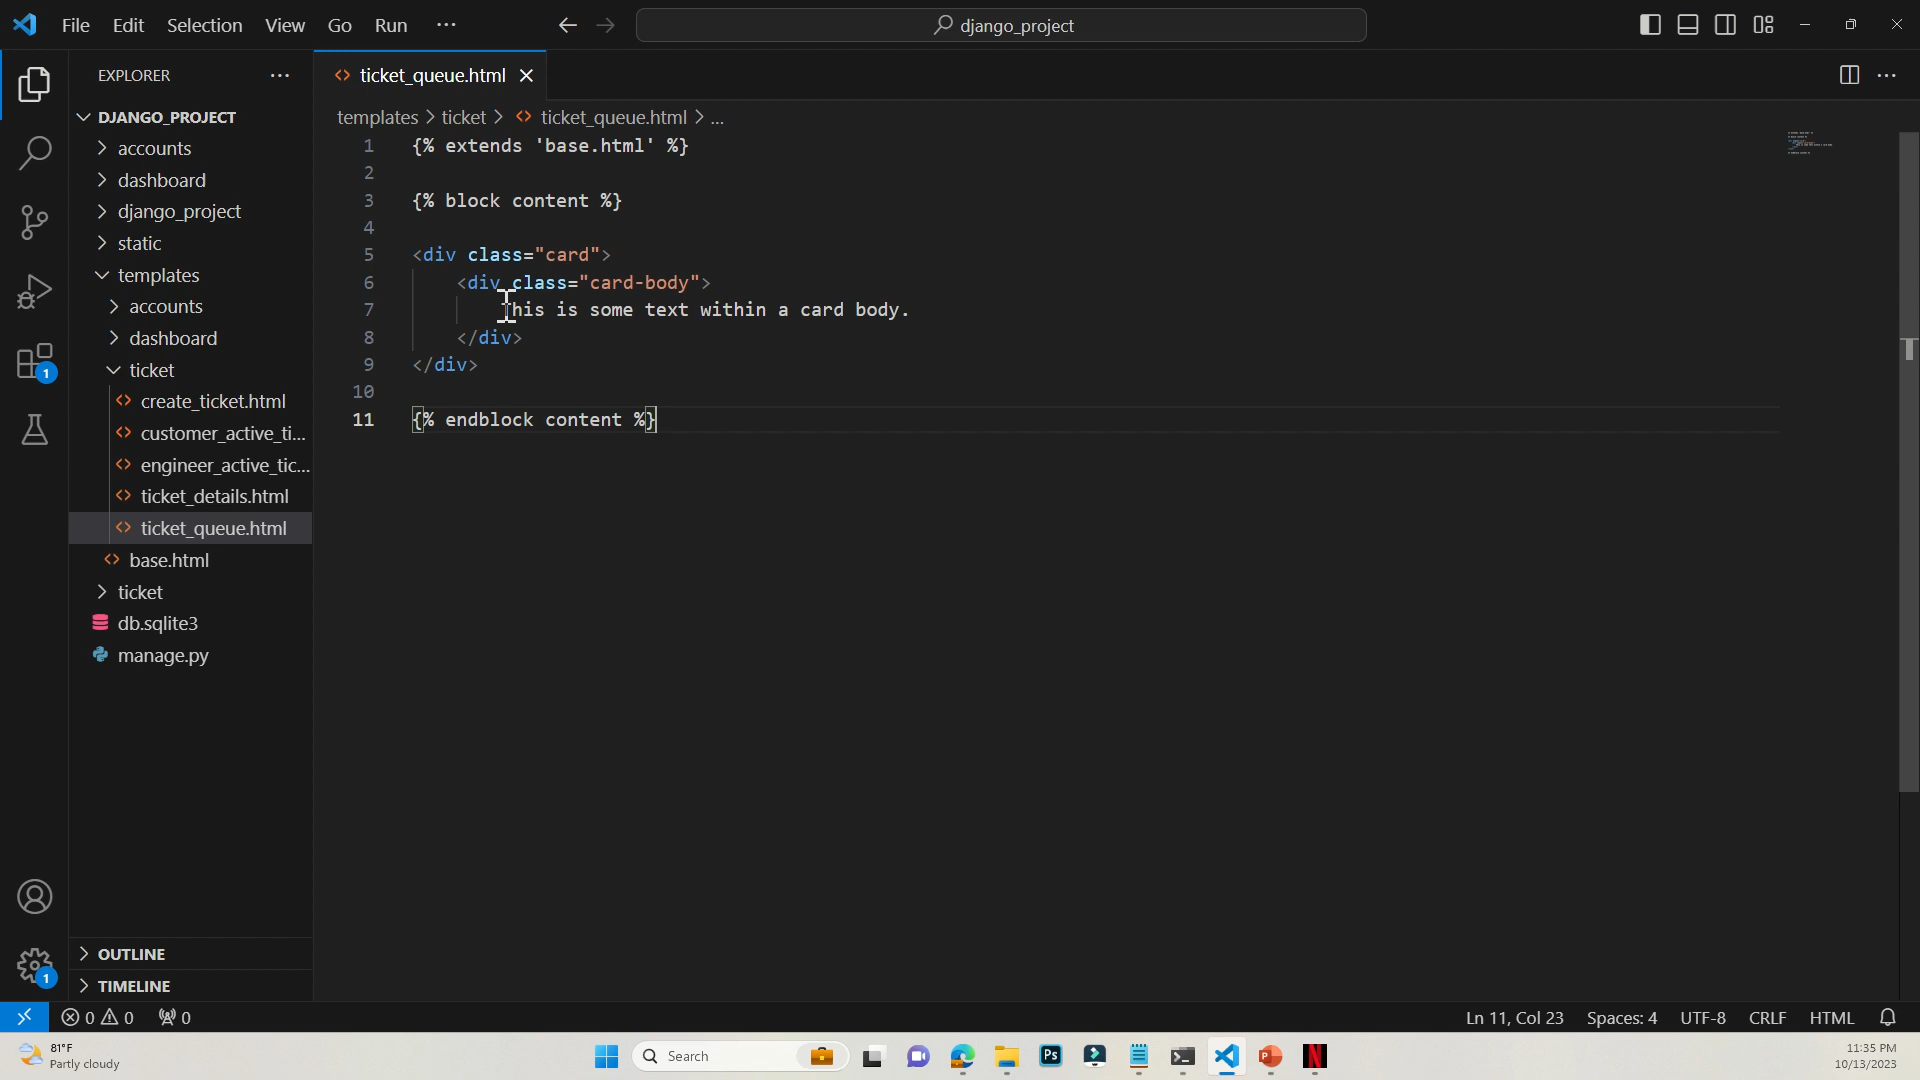 File Edit Selection View Go Run ···
django_project
EXPLORER ···
ticket_queue.html
DJANGO_PROJECT
accounts
dashboard
django_project
static
templates
accounts
dashboard
ticket
create_ticket.html
customer_active_ti...
engineer_active_tic...
ticket_details.html
ticket_queue.html
base.html
ticket
db.sqlite3
manage.py
OUTLINE
TIMELINE
templates > ticket > ticket_queue.html > ...
1 {% extends 'base.html' %}
2
3 {% block content %}
4
5 <div class="card">
6 <div class="card-body">
7 This is some text within a card body.
8 </div>
9 </div>
10
11 {% endblock content %}
1
1
0 0 0
Ln 11, Col 23 Spaces: 4 UTF-8 CRLF HTML
81°F
Partly cloudy
Search
Ps
P
N
11:35 PM
10/13/2023